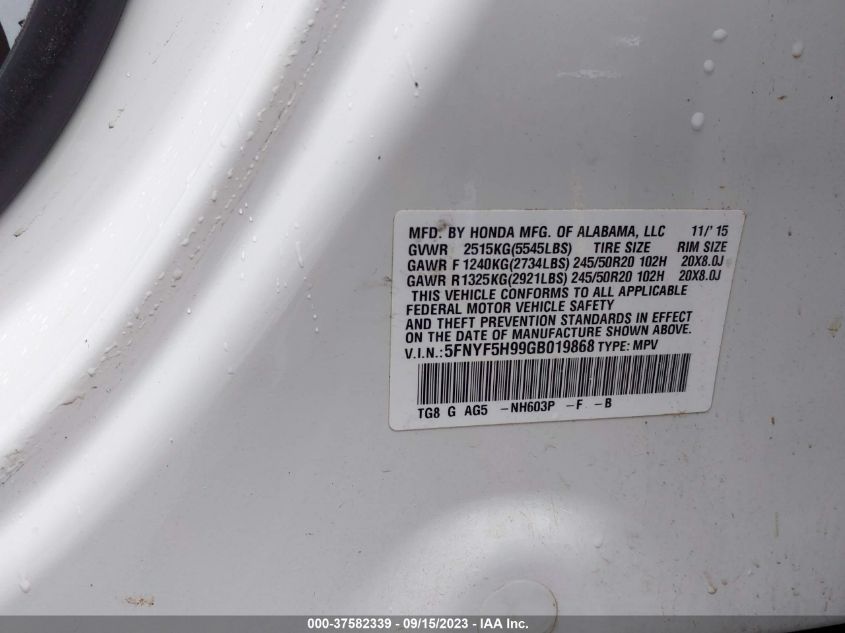 MFD. BY HONDA MFG. OF ALABAMA, LLC 11/'15
GVWR 2515KG(5545LBS) TIRE SIZE RIM SIZE
GAWR F 1240KG(2734LBS) 245/50R20 102H 20X8.0J
GAWR R 1325KG(2921LBS) 245/50R20 102H 20X8.0J
THIS VEHICLE CONFORMS TO ALL APPLICABLE
FEDERAL MOTOR VEHICLE SAFETY
AND THEFT PREVENTION STANDARDS IN EFFECT
ON THE DATE OF MANUFACTURE SHOWN ABOVE.
V.I.N.: 5FNYF5H99GB019868 TYPE: MPV
TG8 G AG5 -NH603P -F -B
000-37582339 - 09/15/2023 - IAA Inc.